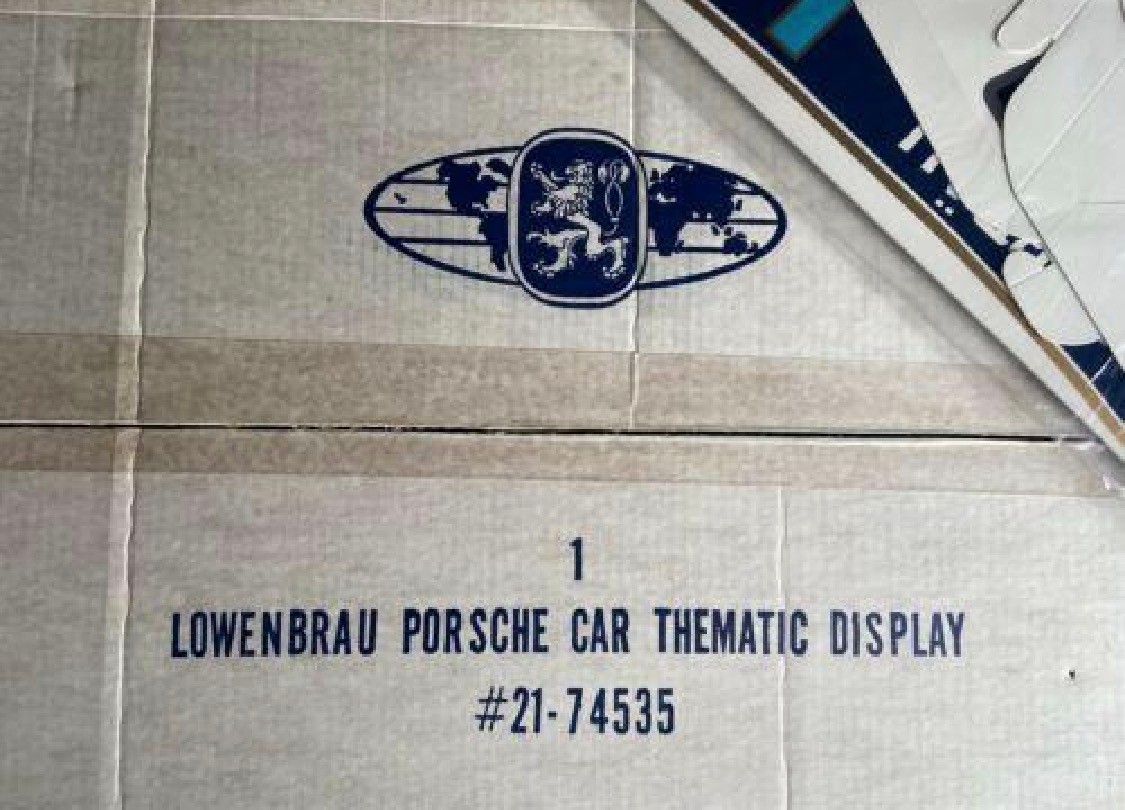 1
LOWENBRAU PORSCHE CAR THEMATIC DISPLAY
#21-74535